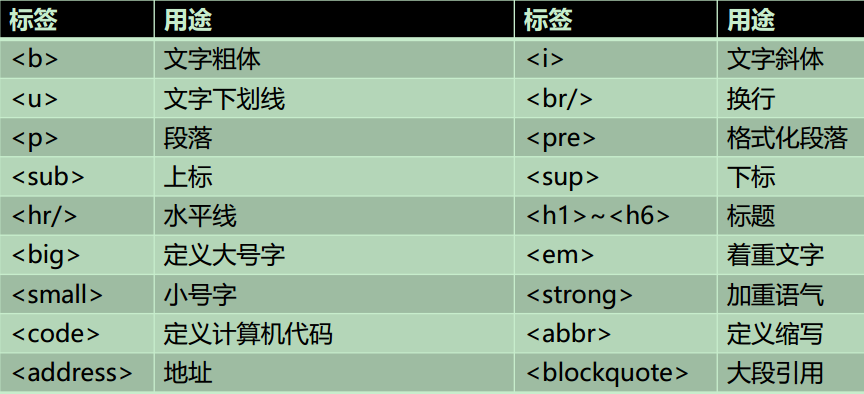 标签 用途 标签 用途
<b> 文字粗体 <i> 文字斜体
<u> 文字下划线 <br/> 换行
<p> 段落 <pre> 格式化段落
<sub> 上标 <sup> 下标
<hr/> 水平线 <h1>~<h6> 标题
<big> 定义大号字 <em> 着重文字
<small> 小号字 <strong> 加重语气
<code> 定义计算机代码 <abbr> 定义缩写
<address> 地址 <blockquote> 大段引用